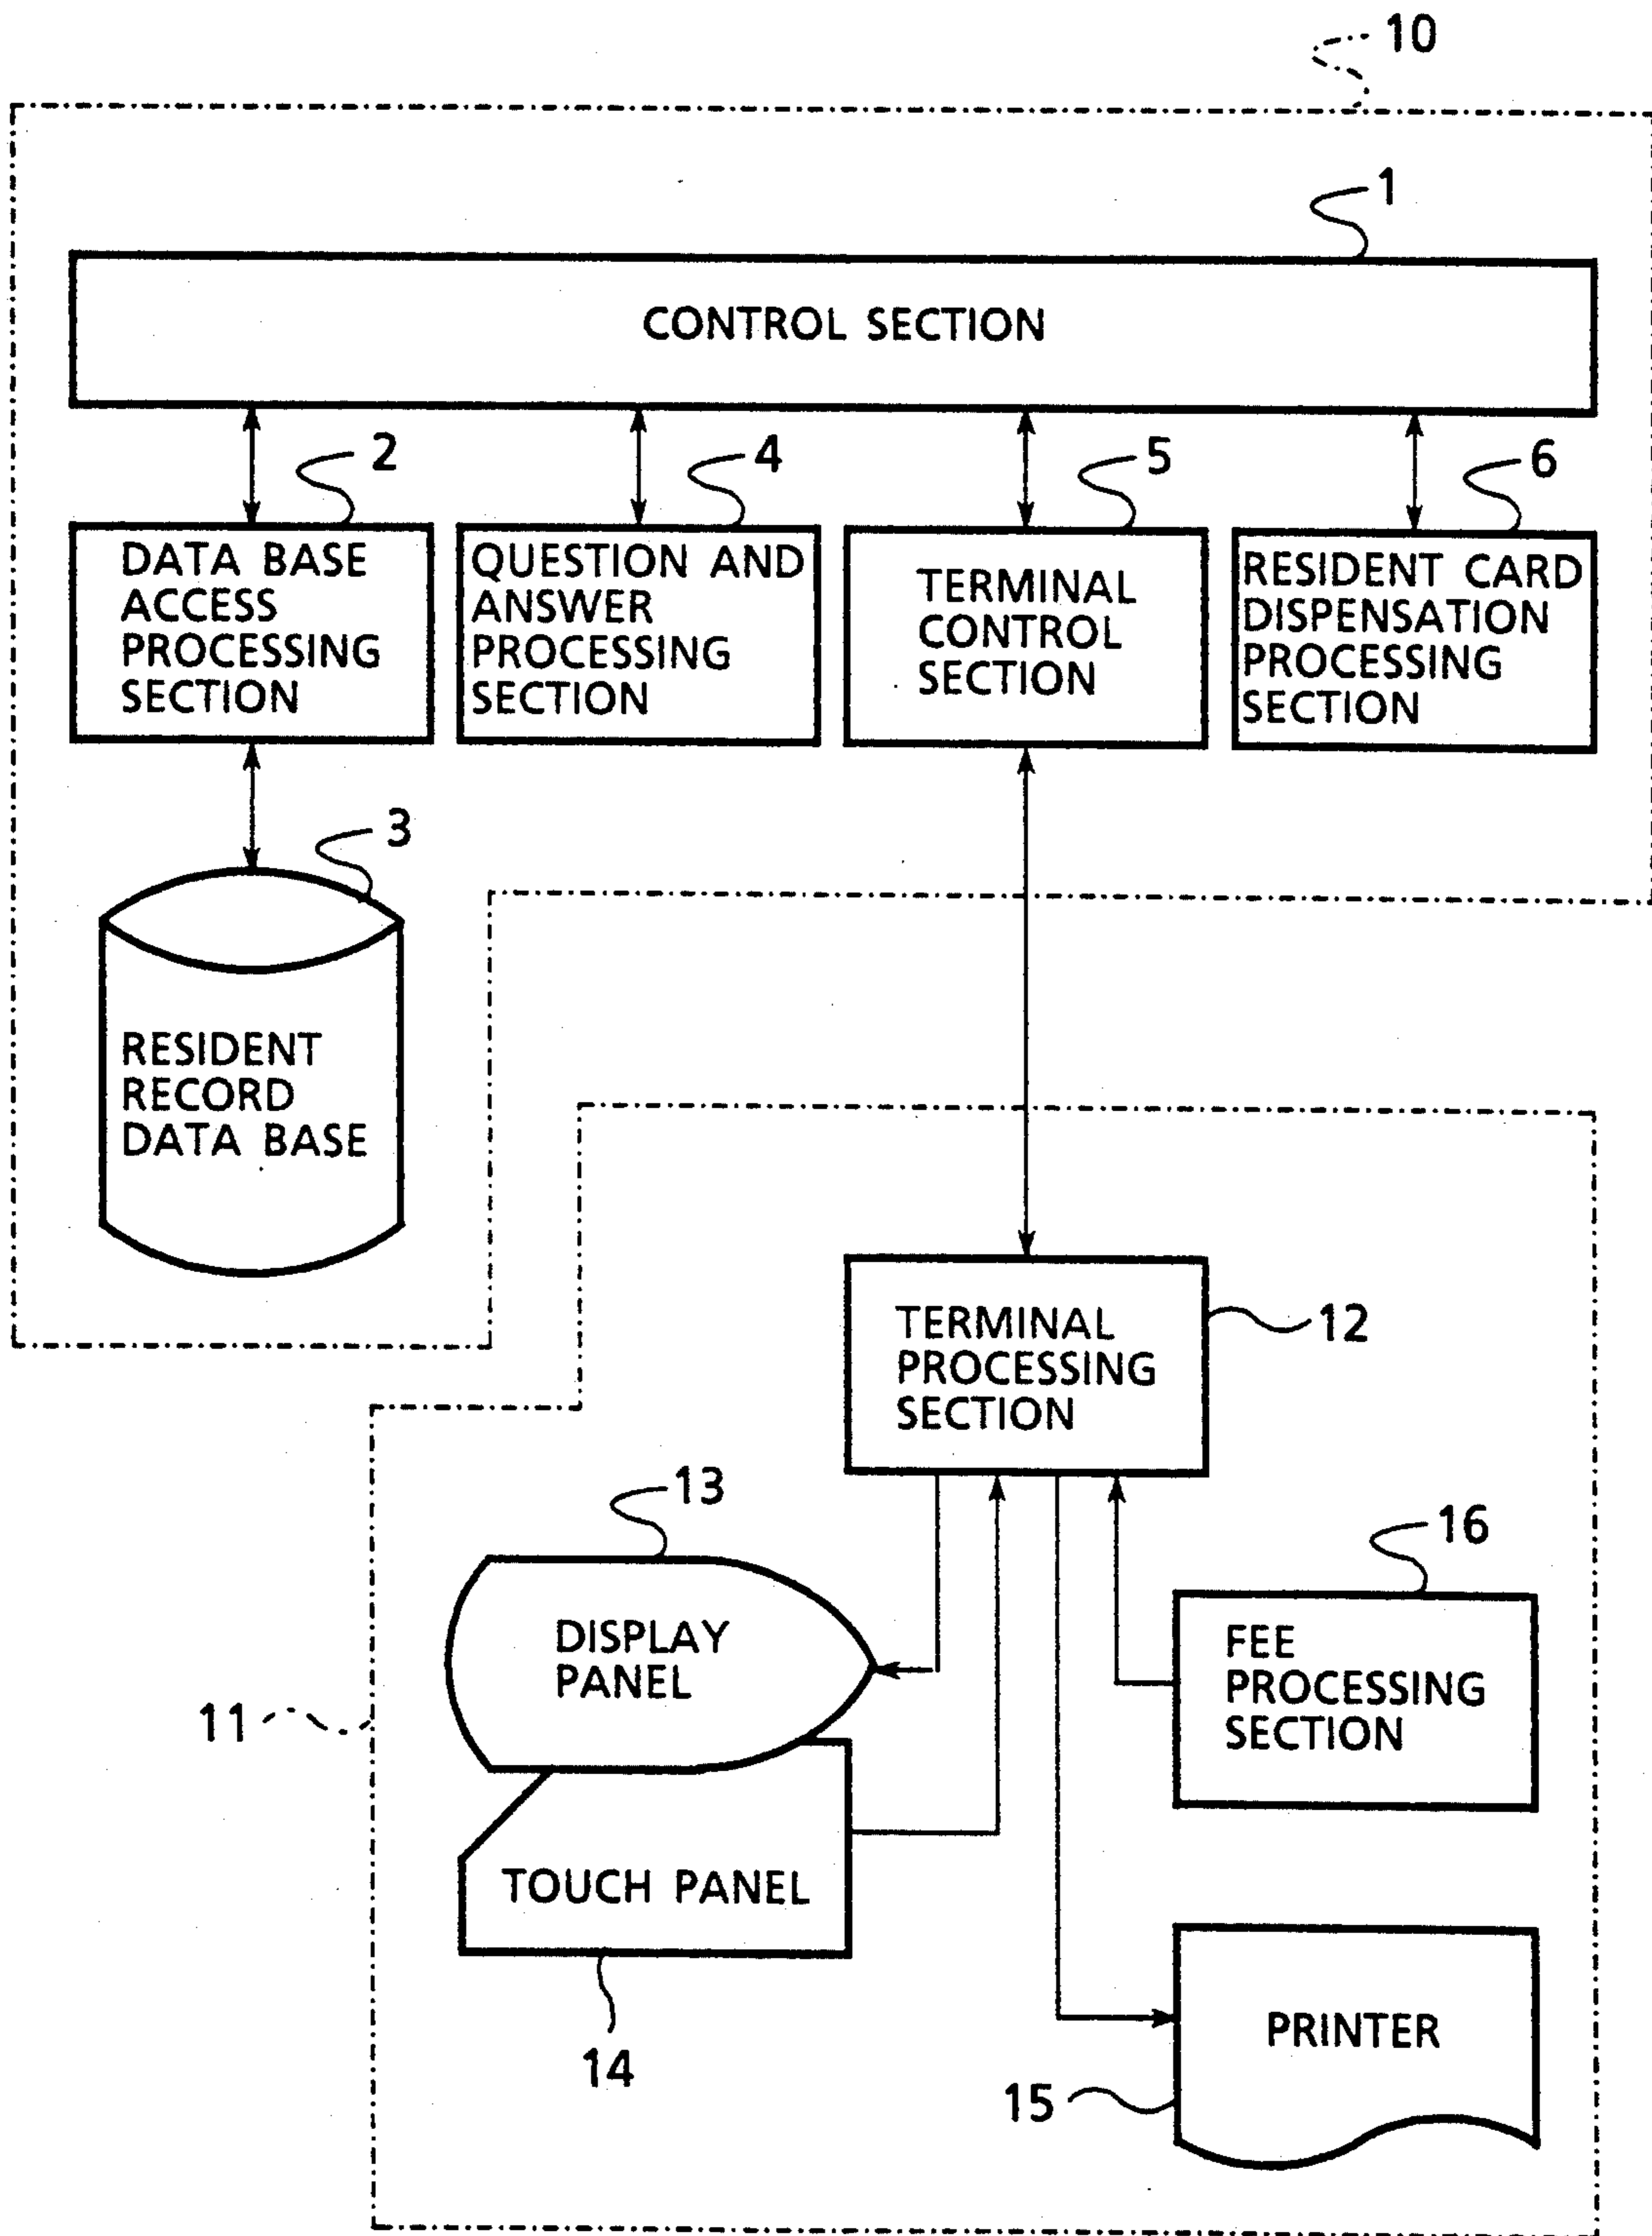 10
1
CONTROL SECTION
2
4
5
6
DATA BASE
ACCESS
PROCESSING
SECTION
QUESTION AND
ANSWER
PROCESSING
SECTION
TERMINAL
CONTROL
SECTION
RESIDENT CARD
DISPENSATION
PROCESSING
SECTION
3
RESIDENT
RECORD
DATA BASE
TERMINAL
PROCESSING
SECTION
12
13
DISPLAY
PANEL
16
FEE
PROCESSING
SECTION
11
TOUCH PANEL
14
PRINTER
15